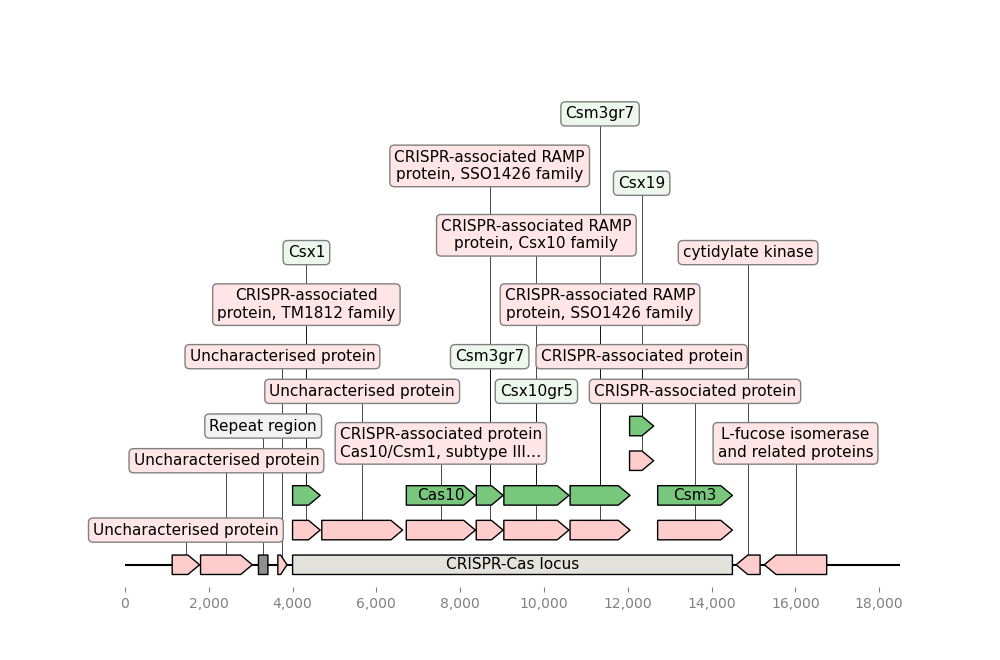 Csm3gr7
CRISPR-associated RAMP
protein, SSO1426 family
Csx19
CRISPR-associated RAMP
protein, Csx10 family
Csx1
cytidylate kinase
CRISPR-associated
protein, TM1812 family
CRISPR-associated RAMP
protein, SSO1426 family
Uncharacterised protein
Csm3gr7
CRISPR-associated protein
Uncharacterised protein
Csx10gr5
CRISPR-associated protein
Repeat region
CRISPR-associated protein
Cas10/Csm1, subtype III...
L-fucose isomerase
and related proteins
Uncharacterised protein
Cas10
Csm3
Uncharacterised protein
CRISPR-Cas locus
0 2,000 4,000 6,000 8,000 10,000 12,000 14,000 16,000 18,000